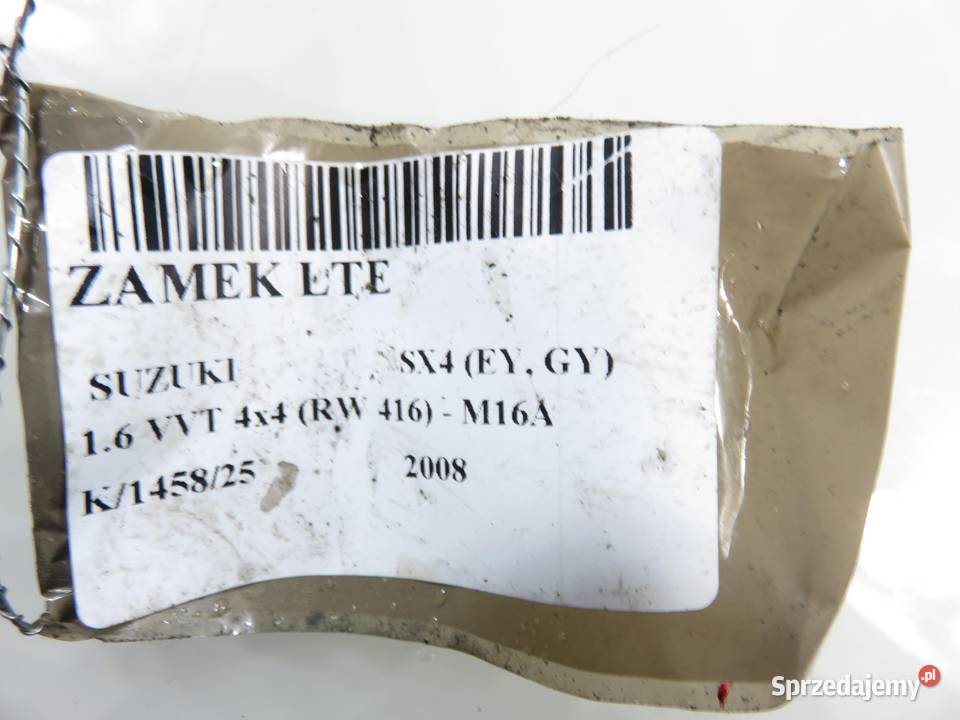 ZAMEK LTE
SUZUKI SX4 (EY, GY)
1.6 VVT 4x4 (RW 416) - M16A
K/1458/25 2008
Sprzedajemy.pl